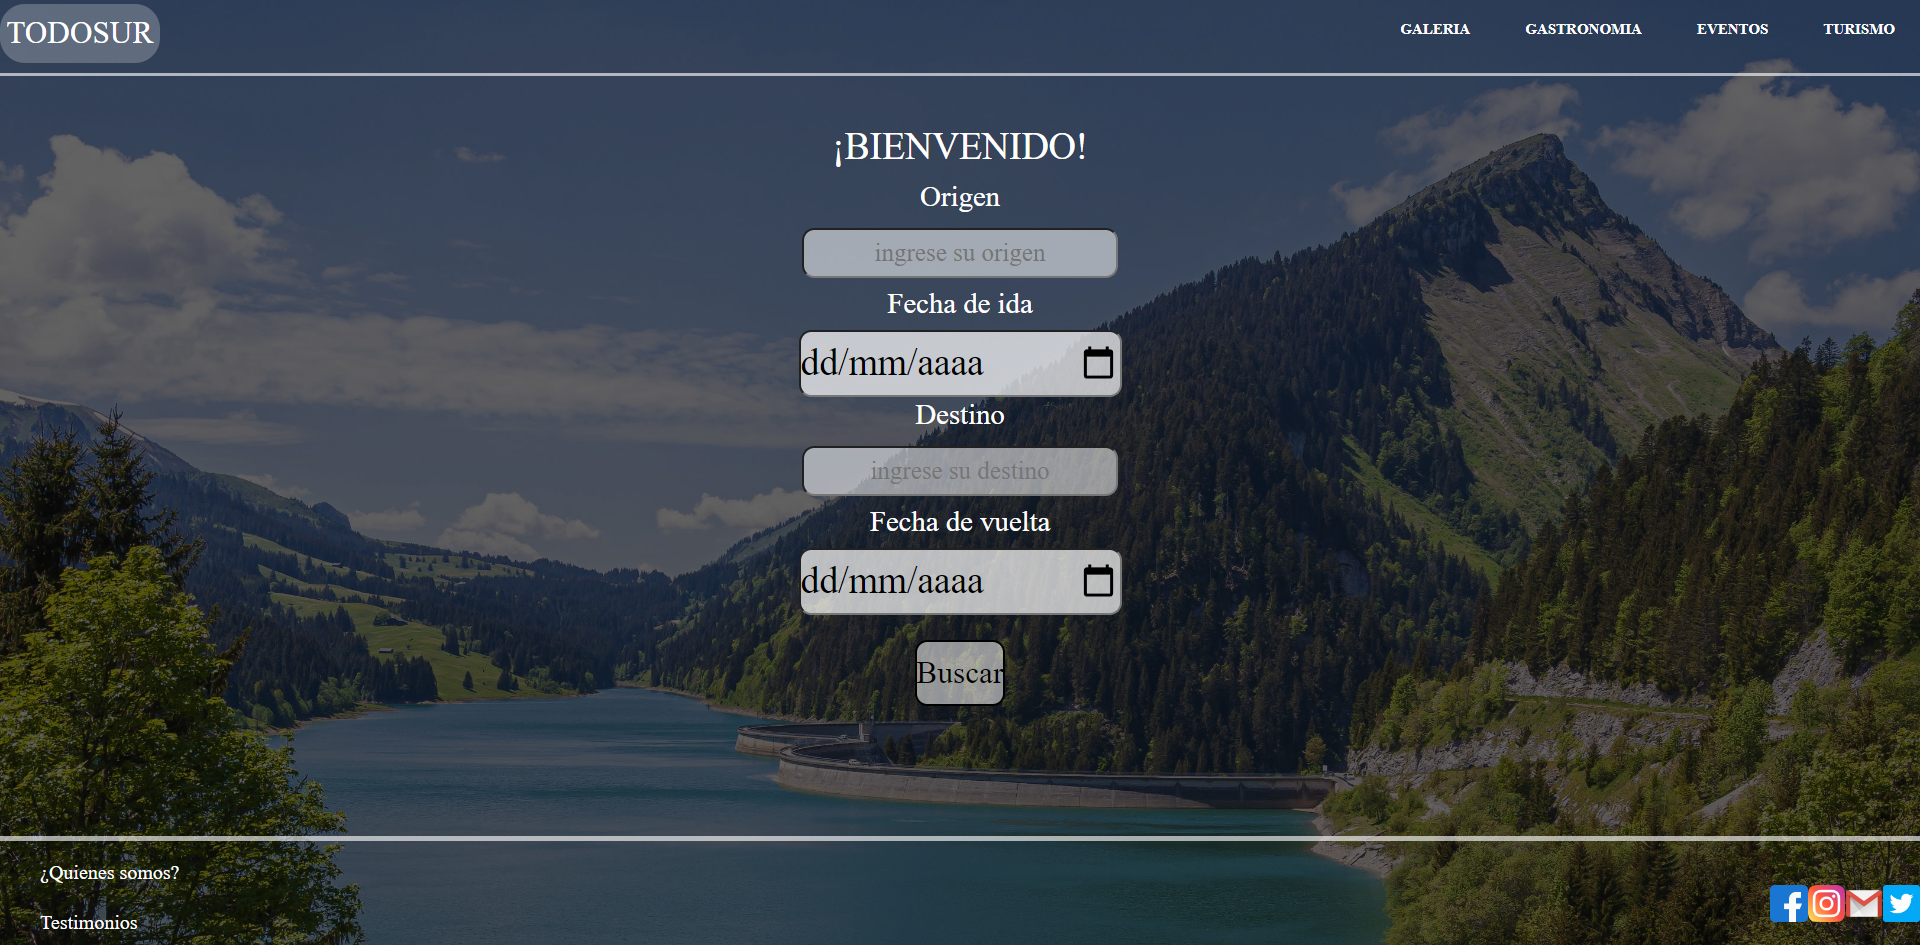 TODOSUR
GALERIA GASTRONOMIA EVENTOS TURISMO
¡BIENVENIDO!
Origen
ingrese su origen
Fecha de ida
dd/mm/aaaa
Destino
ingrese su destino
Fecha de vuelta
dd/mm/aaaa
Buscar
¿Quienes somos?
Testimonios